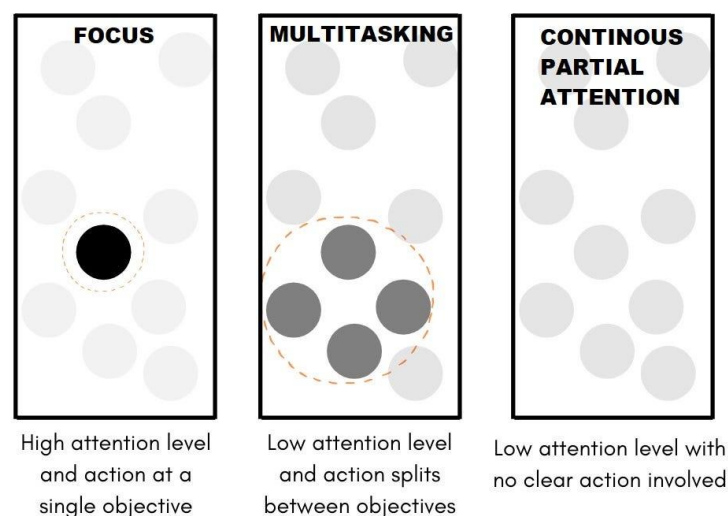 FOCUS
High attention level
and action at a
single objective
MULTITASKING
Low attention level
and action splits
between objectives
CONTINOUS
PARTIAL
ATTENTION
Low attention level with
no clear action involved